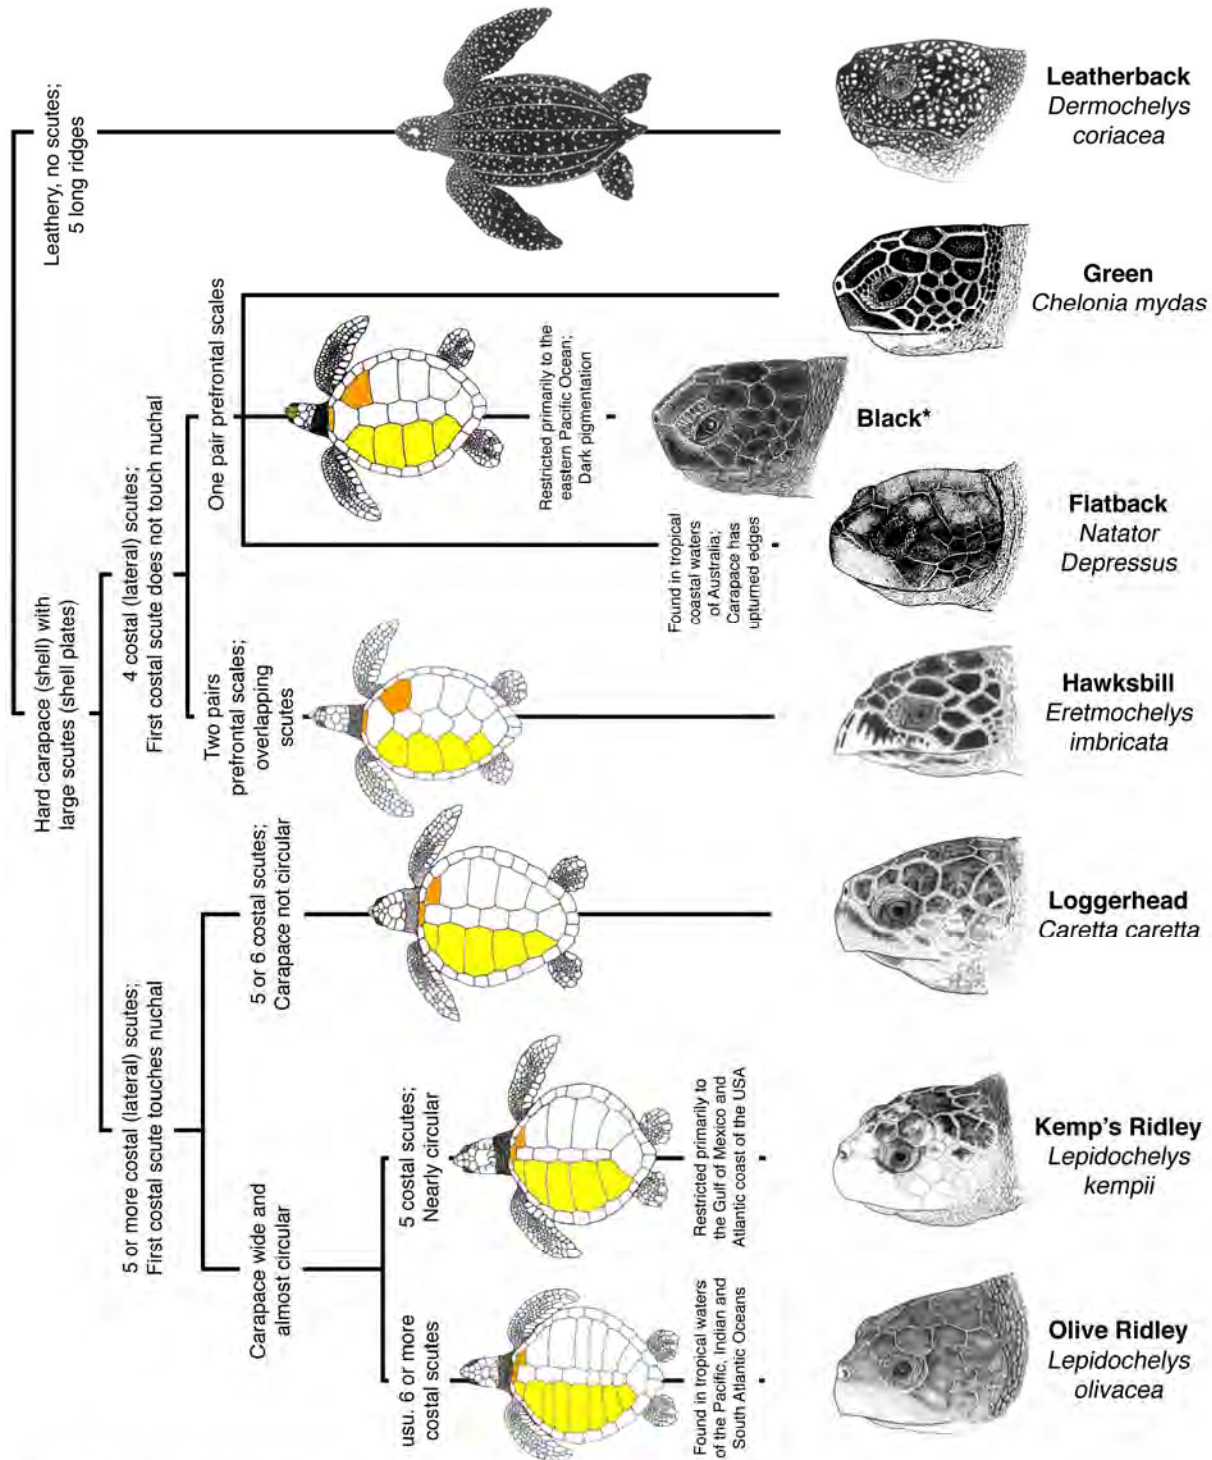 Leathery, no scutes;
5 long ridges
Leatherback
Dermochelys
coriacea
Hard carapace (shell) with
large scutes (shell plates)
4 costal (lateral) scutes;
First costal scute does not touch nuchal
One pair prefrontal scales
Green
Chelonia mydas
Restricted primarily to the
eastern Pacific Ocean;
Dark pigmentation
Black*
Found in tropical
coastal waters
of Australia;
Carapace has
upturned edges
Flatback
Natator
Depressus
Two pairs
prefrontal scales;
overlapping
scutes
Hawksbill
Eretmochelys
imbricata
5 or more costal (lateral) scutes;
First costal scute touches nuchal
5 or 6 costal scutes;
Carapace not circular
Loggerhead
Caretta caretta
Carapace wide and
almost circular
5 costal scutes;
Nearly circular
Restricted primarily to
the Gulf of Mexico and
Atlantic coast of the USA
Kemp's Ridley
Lepidochelys
kempii
usu. 6 or more
costal scutes
Found in tropical waters
of the Pacific, Indian and
South Atlantic Oceans
Olive Ridley
Lepidochelys
olivacea